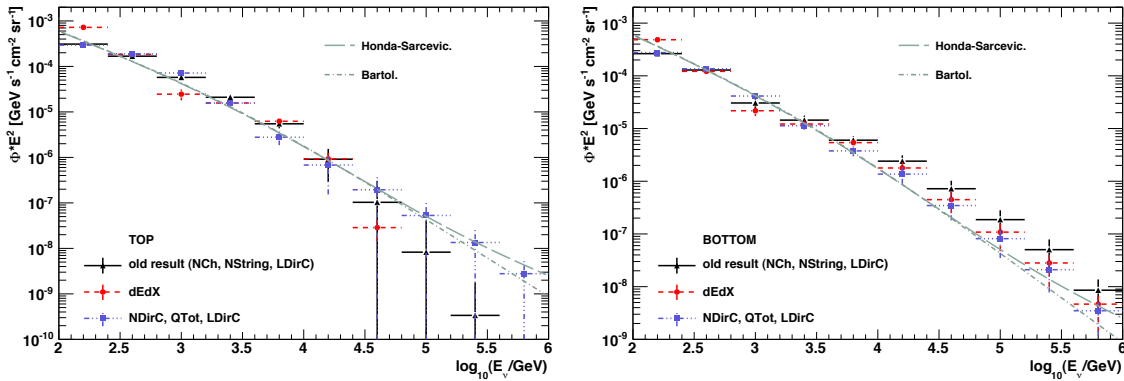 Φ*E² [GeV s⁻¹ cm⁻² sr⁻¹]
10⁻³
10⁻⁴
10⁻⁵
10⁻⁶
10⁻⁷
10⁻⁸
10⁻⁹
10⁻¹⁰
Honda-Sarcevic.
Bartol.
TOP
old result (NCh, NString, LDirC)
dEdX
NDirC, QTot, LDirC
2 2.5 3 3.5 4 4.5 5 5.5 6
log₁₀(E_ν/GeV)
Φ*E² [GeV s⁻¹ cm⁻² sr⁻¹]
10⁻³
10⁻⁴
10⁻⁵
10⁻⁶
10⁻⁷
10⁻⁸
10⁻⁹
Honda-Sarcevic.
Bartol.
BOTTOM
old result (NCh, NString, LDirC)
dEdX
NDirC, QTot, LDirC
2 2.5 3 3.5 4 4.5 5 5.5 6
log₁₀(E_ν/GeV)